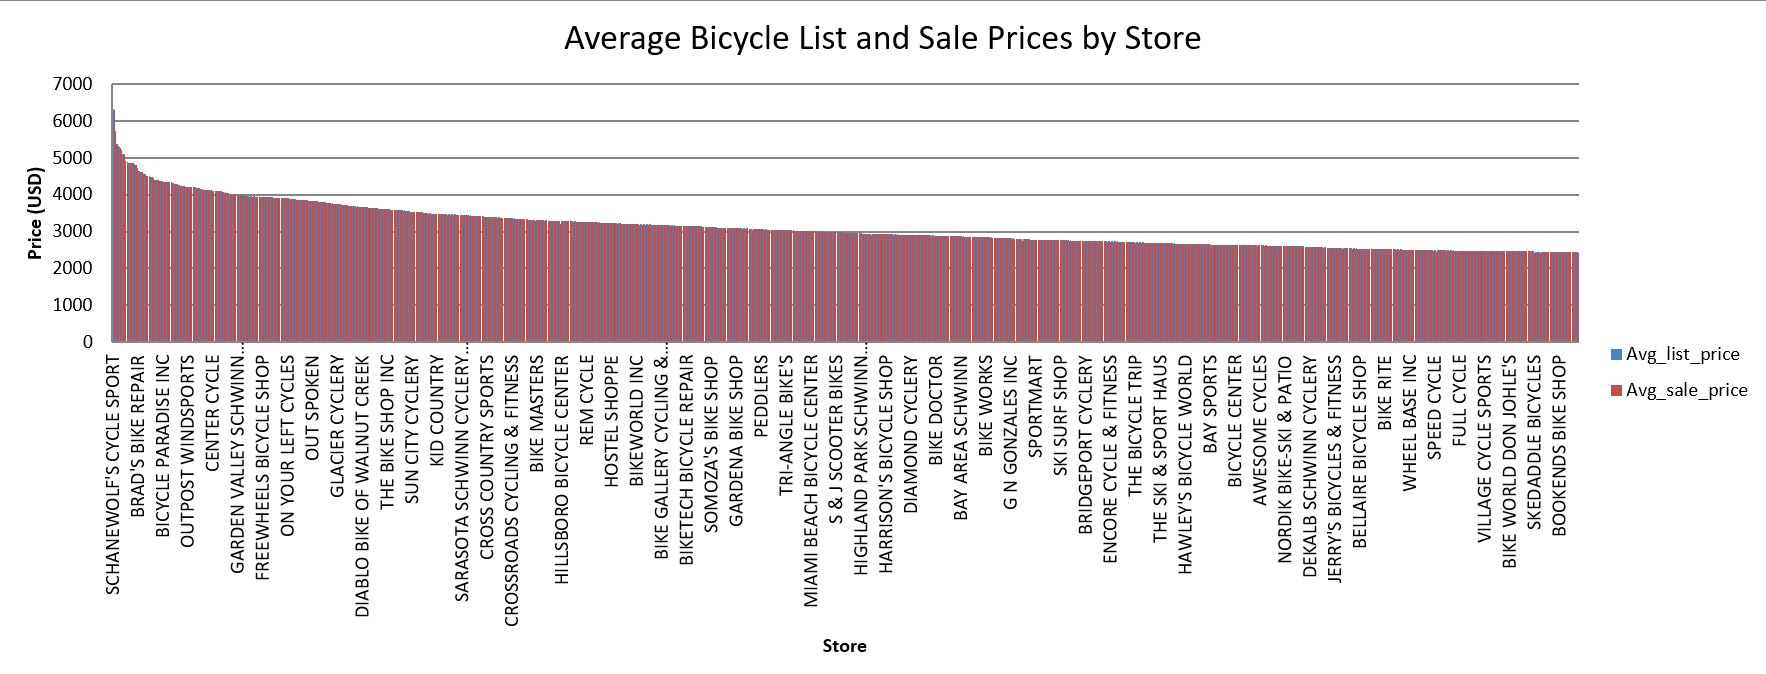 Average Bicycle List and Sale Prices by Store
7000
6000
5000
4000
3000
2000
1000
0
Price (USD)
SCHANEWOLF'S CYCLE SPORT
BRAD'S BIKE REPAIR
BICYCLE PARADISE INC
OUTPOST WINDSPORTS
CENTER CYCLE
GARDEN VALLEY SCHWINN...
FREEWHEELS BICYCLE SHOP
ON YOUR LEFT CYCLES
OUT SPOKEN
GLACIER CYCLERY
DIABLO BIKE OF WALNUT CREEK
THE BIKE SHOP INC
SUN CITY CYCLERY
KID COUNTRY
SARASOTA SCHWINN CYCLERY...
CROSS COUNTRY SPORTS
CROSSROADS CYCLING & FITNESS
BIKE MASTERS
HILLSBORO BICYCLE CENTER
REM CYCLE
HOSTEL SHOPPE
BIKEWORLD INC
BIKE GALLERY CYCLING &...
BIKETECH BICYCLE REPAIR
SOMOZA'S BIKE SHOP
GARDENA BIKE SHOP
PEDDLERS
TRI-ANGLE BIKE'S
MIAMI BEACH BICYCLE CENTER
S & J SCOOTER BIKES
HIGHLAND PARK SCHWINN...
HARRISON'S BICYCLE SHOP
DIAMOND CYCLERY
BIKE DOCTOR
BAY AREA SCHWINN
BIKE WORKS
G N GONZALES INC
SPORTMART
SKI SURF SHOP
BRIDGEPORT CYCLERY
ENCORE CYCLE & FITNESS
THE BICYCLE TRIP
THE SKI & SPORT HAUS
HAWLEY'S BICYCLE WORLD
BAY SPORTS
BICYCLE CENTER
AWESOME CYCLES
NORDIK BIKE-SKI & PATIO
DEKALB SCHWINN CYCLERY
JERRY'S BICYCLES & FITNESS
BELLAIRE BICYCLE SHOP
BIKE RITE
WHEEL BASE INC
SPEED CYCLE
FULL CYCLE
VILLAGE CYCLE SPORTS
BIKE WORLD DON JOHLE'S
SKEDADDLE BICYCLES
BOOKENDS BIKE SHOP
Store
Avg_list_price
Avg_sale_price